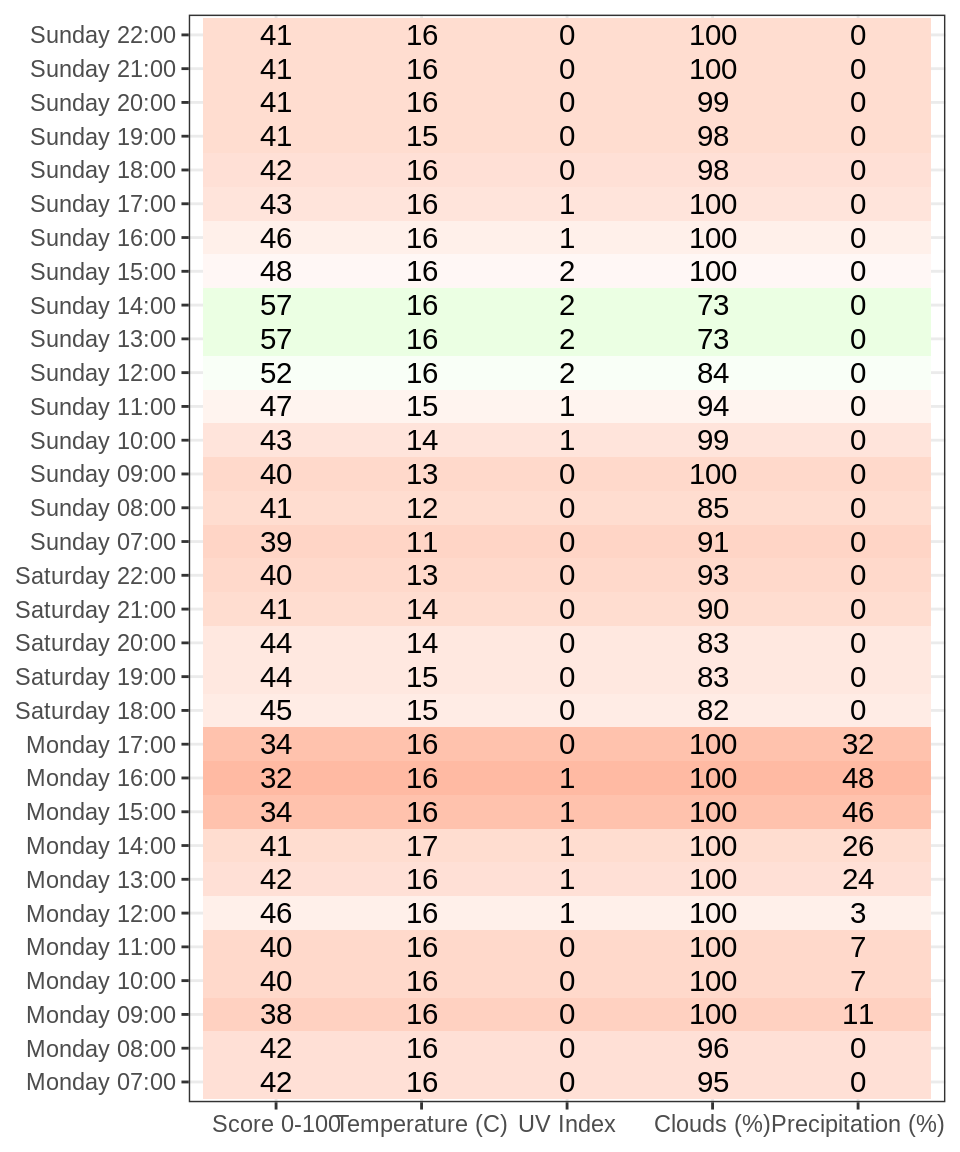 Sunday 22:00 41 16 0 100 0
Sunday 21:00 41 16 0 100 0
Sunday 20:00 41 16 0 99 0
Sunday 19:00 41 15 0 98 0
Sunday 18:00 42 16 0 98 0
Sunday 17:00 43 16 1 100 0
Sunday 16:00 46 16 1 100 0
Sunday 15:00 48 16 2 100 0
Sunday 14:00 57 16 2 73 0
Sunday 13:00 57 16 2 73 0
Sunday 12:00 52 16 2 84 0
Sunday 11:00 47 15 1 94 0
Sunday 10:00 43 14 1 99 0
Sunday 09:00 40 13 0 100 0
Sunday 08:00 41 12 0 85 0
Sunday 07:00 39 11 0 91 0
Saturday 22:00 40 13 0 93 0
Saturday 21:00 41 14 0 90 0
Saturday 20:00 44 14 0 83 0
Saturday 19:00 44 15 0 83 0
Saturday 18:00 45 15 0 82 0
Monday 17:00 34 16 0 100 32
Monday 16:00 32 16 1 100 48
Monday 15:00 34 16 1 100 46
Monday 14:00 41 17 1 100 26
Monday 13:00 42 16 1 100 24
Monday 12:00 46 16 1 100 3
Monday 11:00 40 16 0 100 7
Monday 10:00 40 16 0 100 7
Monday 09:00 38 16 0 100 11
Monday 08:00 42 16 0 96 0
Monday 07:00 42 16 0 95 0
Score 0-100 Temperature (C) UV Index Clouds (%) Precipitation (%)